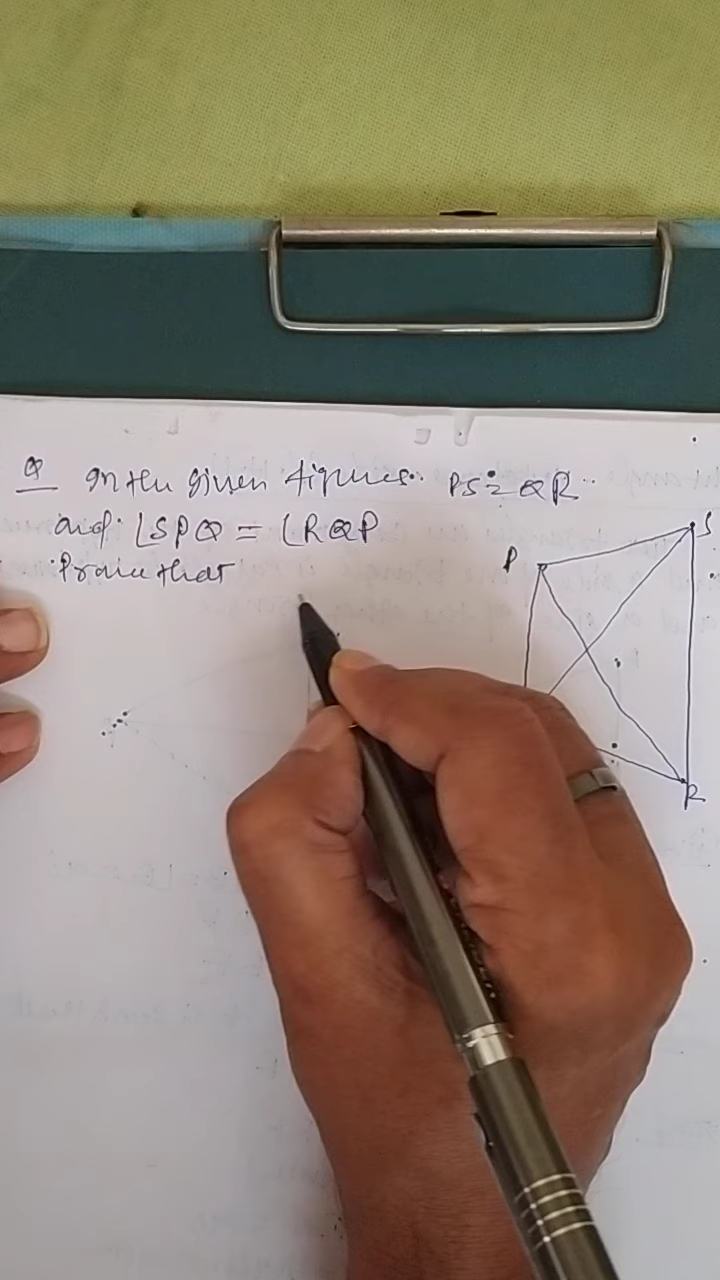 Q In the given figures. PS = QR
and ∠SPQ = ∠RQP
Prove that
P
S
R